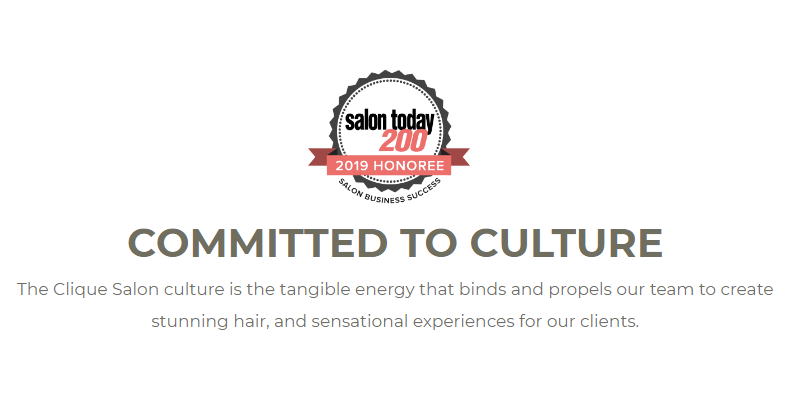 salon today
200
2019 HONOREE
SALON BUSINESS SUCCESS
COMMITTED TO CULTURE
The Clique Salon culture is the tangible energy that binds and propels our team to create
stunning hair, and sensational experiences for our clients.